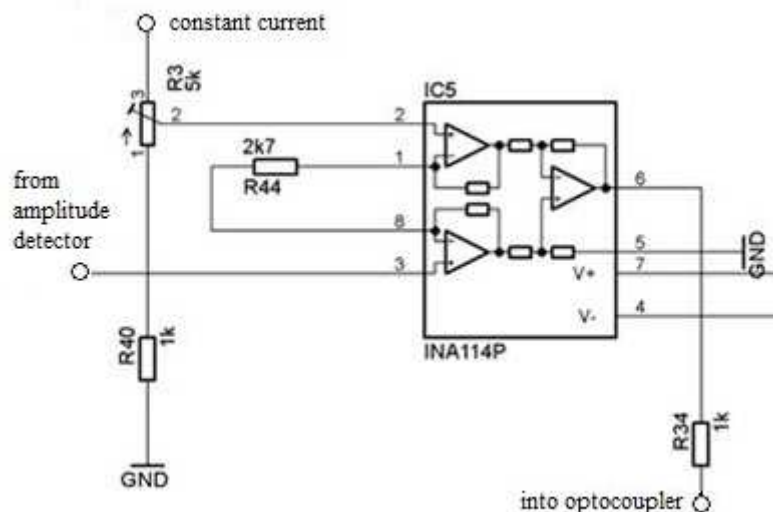 constant current
R3
5k
3
2
1
IC5
2
1
8
3
2k7
R44
from
amplitude
detector
6
5
7
4
V+
V-
GND
INA114P
R40
1k
GND
R34
1k
into optocoupler